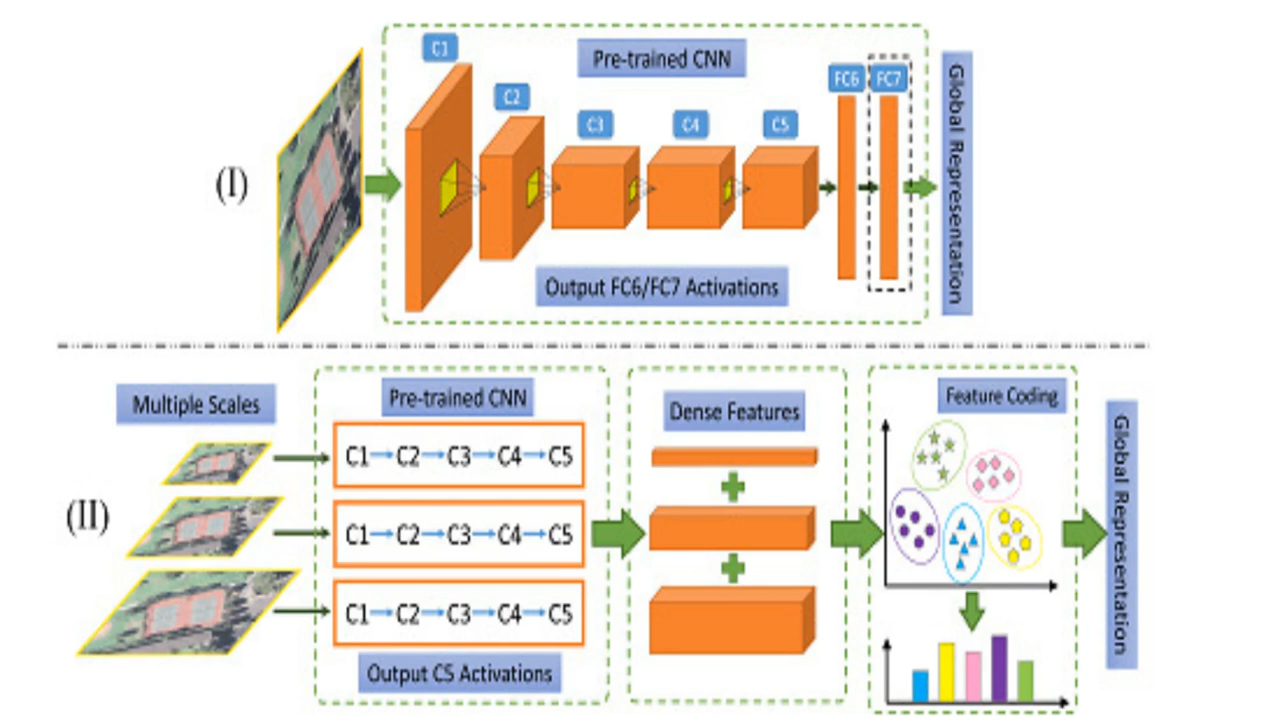 C1
Pre-trained CNN
C2
C3
C4
C5
FC6
FC7
Global Representation
(I)
Output FC6/FC7 Activations
Multiple Scales
Pre-trained CNN
Dense Features
Feature Coding
C1 C2 C3 C4 C5
(II)
C1 C2 C3 C4 C5
C1 C2 C3 C4 C5
Output C5 Activations
Global Representation